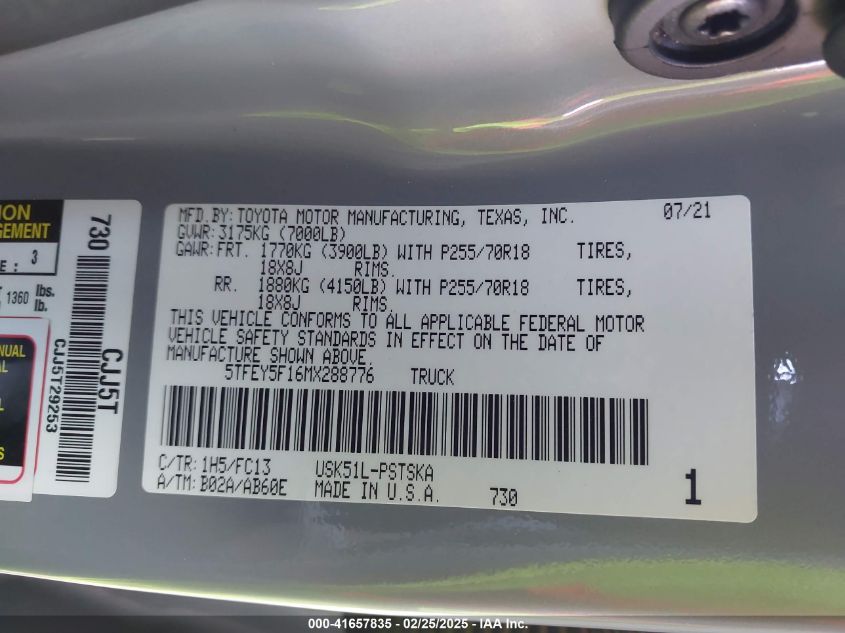 MFD.BY: TOYOTA MOTOR MANUFACTURING, TEXAS, INC. 07/21
GVWR: 3175KG (7000LB)
GAWR: FRT. 1770KG (3900LB) WITH P255/70R18 TIRES,
18X8J RIMS.
RR. 1880KG (4150LB) WITH P255/70R18 TIRES,
18X8J RIMS.
THIS VEHICLE CONFORMS TO ALL APPLICABLE FEDERAL MOTOR
VEHICLE SAFETY STANDARDS IN EFFECT ON THE DATE OF
MANUFACTURE SHOWN ABOVE.
5TFEY5F16MX288776 TRUCK
C/TR: 1H5/FC13 USK51L-PSTSKA
A/TM: B02A/AB60E MADE IN U.S.A. 730 1
730
CJJ5T
CJJ5T29253
ION
GEMENT
E : 3
1360 lbs.
lb.
NUAL
AL
S
000-41657835 - 02/25/2025 - IAA Inc.